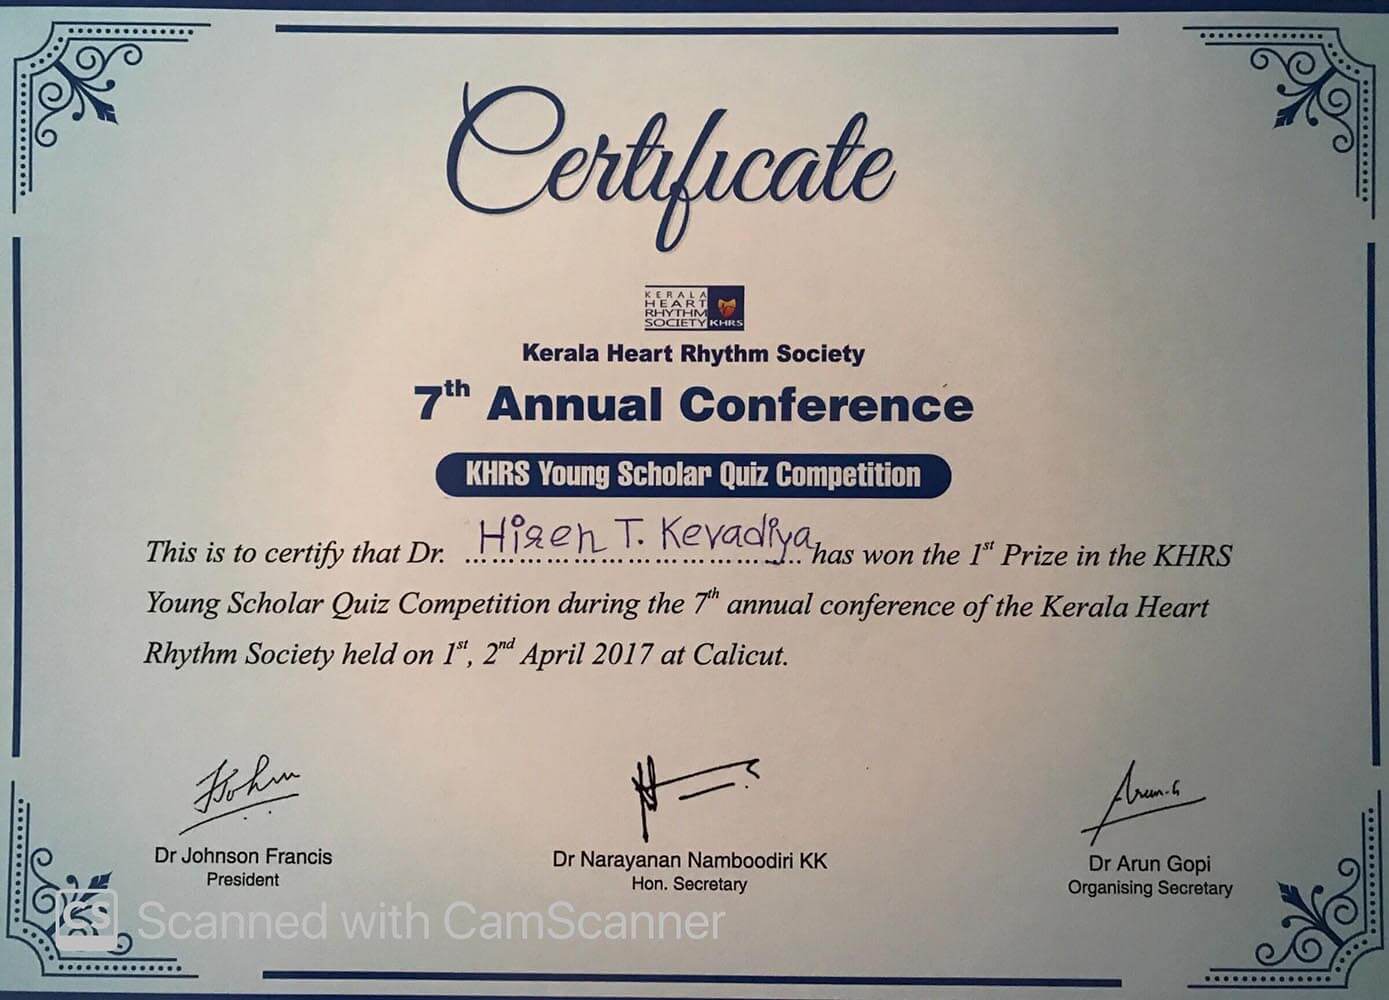 Certificate
KERALA
HEART
RHYTHM
SOCIETY KHRS
Kerala Heart Rhythm Society
7th Annual Conference
KHRS Young Scholar Quiz Competition
This is to certify that Dr. Hiren T. Kevadiya has won the 1st Prize in the KHRS
Young Scholar Quiz Competition during the 7th annual conference of the Kerala Heart
Rhythm Society held on 1st, 2nd April 2017 at Calicut.
Dr Johnson Francis
President
Dr Narayanan Namboodiri KK
Hon. Secretary
Arun.G
Dr Arun Gopi
Organising Secretary
CS Scanned with CamScanner